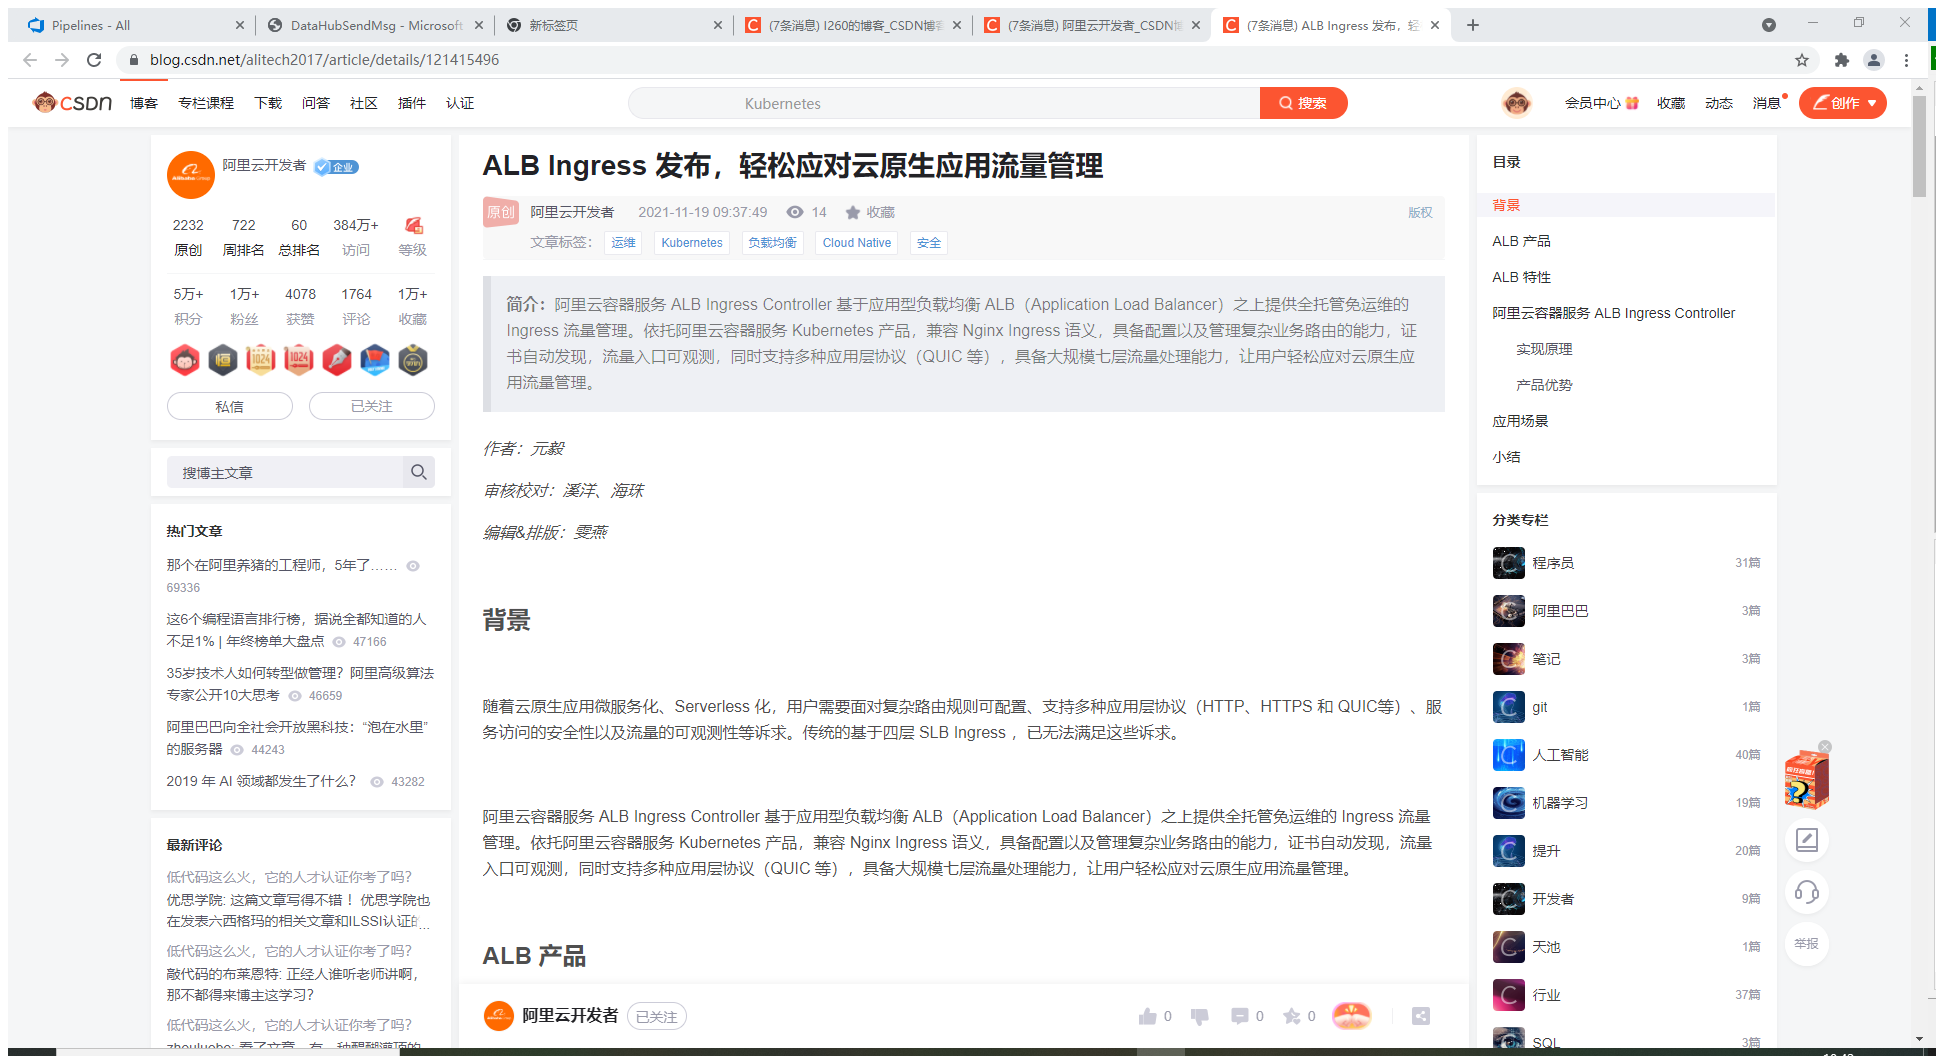 Pipelines - All
DataHubSendMsg - Microsoft
新标签页
(7条消息) l260的博客_CSDN博客
(7条消息) 阿里云开发者_CSDN博
(7条消息) ALB Ingress 发布，轻
blog.csdn.net/alitech2017/article/details/121415496
CSDN 博客 专栏课程 下载 问答 社区 插件 认证
Kubernetes
搜索
会员中心 收藏 动态 消息 创作
阿里云开发者 企业
2232 722 60 384万+
原创 周排名 总排名 访问 等级
5万+ 1万+ 4078 1764 1万+
积分 粉丝 获赞 评论 收藏
私信 已关注
搜博主文章
热门文章
那个在阿里养猪的工程师，5年了……
69336
这6个编程语言排行榜，据说全都知道的人
不足1% | 年终榜单大盘点 47166
35岁技术人如何转型做管理？阿里高级算法
专家公开10大思考 46659
阿里巴巴向全社会开放黑科技：“泡在水里”
的服务器 44243
2019 年 AI 领域都发生了什么？ 43282
最新评论
低代码这么火，它的人才认证你考了吗？
优思学院: 这篇文章写得不错！ 优思学院也
在发表六西格玛的相关文章和ILSSI认证的...
低代码这么火，它的人才认证你考了吗？
敲代码的布莱恩特: 正经人谁听老师讲啊，
那不都得来博主这学习？
低代码这么火，它的人才认证你考了吗？
zhouluobo: 看了文章，有一种醍醐灌顶的
ALB Ingress 发布，轻松应对云原生应用流量管理
原创 阿里云开发者 2021-11-19 09:37:49 14 收藏 版权
文章标签： 运维 Kubernetes 负载均衡 Cloud Native 安全
简介：阿里云容器服务 ALB Ingress Controller 基于应用型负载均衡 ALB（Application Load Balancer）之上提供全托管免运维的
Ingress 流量管理。依托阿里云容器服务 Kubernetes 产品，兼容 Nginx Ingress 语义，具备配置以及管理复杂业务路由的能力，证
书自动发现，流量入口可观测，同时支持多种应用层协议（QUIC 等），具备大规模七层流量处理能力，让用户轻松应对云原生应
用流量管理。
作者：元毅
审核校对：溪洋、海珠
编辑&排版：雯燕
背景
随着云原生应用微服务化、Serverless 化，用户需要面对复杂路由规则可配置、支持多种应用层协议（HTTP、HTTPS 和 QUIC等）、服
务访问的安全性以及流量的可观测性等诉求。传统的基于四层 SLB Ingress ，已无法满足这些诉求。
阿里云容器服务 ALB Ingress Controller 基于应用型负载均衡 ALB（Application Load Balancer）之上提供全托管免运维的 Ingress 流量
管理。依托阿里云容器服务 Kubernetes 产品，兼容 Nginx Ingress 语义，具备配置以及管理复杂业务路由的能力，证书自动发现，流量
入口可观测，同时支持多种应用层协议（QUIC 等），具备大规模七层流量处理能力，让用户轻松应对云原生应用流量管理。
ALB 产品
阿里云开发者 已关注 0 0 0
目录
背景
ALB 产品
ALB 特性
阿里云容器服务 ALB Ingress Controller
实现原理
产品优势
应用场景
小结
分类专栏
程序员 31篇
阿里巴巴 3篇
笔记 3篇
git 1篇
人工智能 40篇
机器学习 19篇
提升 20篇
开发者 9篇
天池 1篇
行业 37篇
SQL 3篇
举报